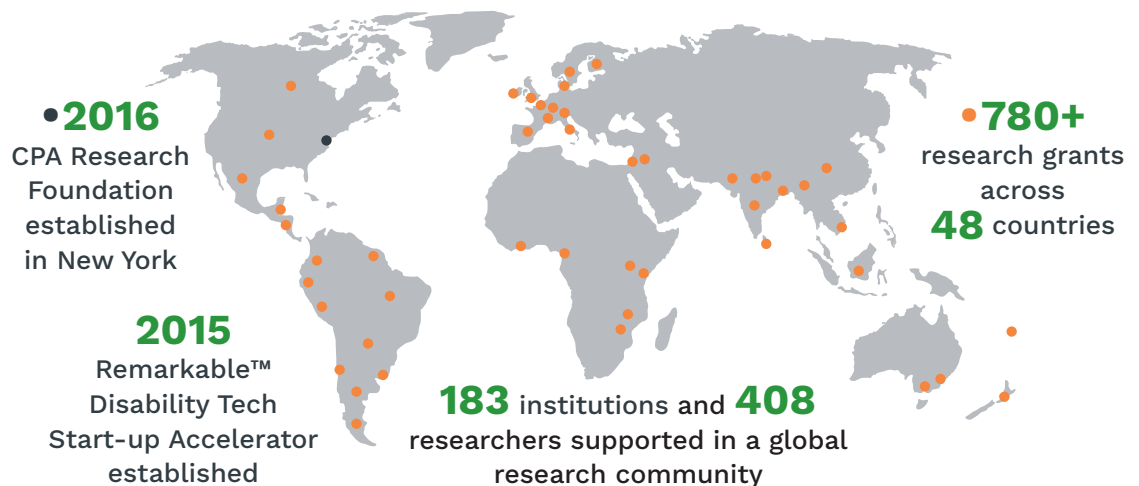 2016
CPA Research
Foundation
established
in New York
2015
Remarkable™
Disability Tech
Start-up Accelerator
established
183 institutions and 408
researchers supported in a global
research community
780+
research grants
across
48 countries